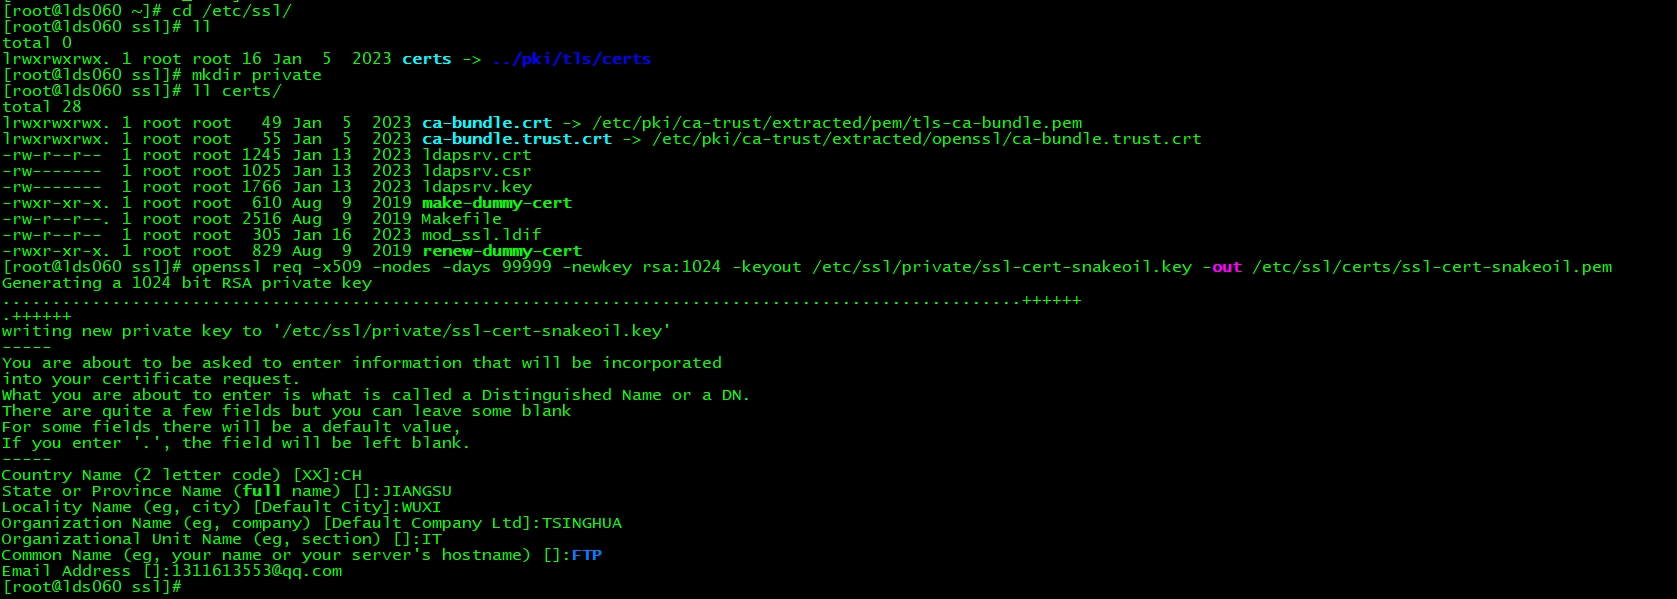 [root@lds060 ~]# cd /etc/ssl/
[root@lds060 ssl]# ll
total 0
lrwxrwxrwx. 1 root root 16 Jan  5  2023 certs -> ../pki/tls/certs
[root@lds060 ssl]# mkdir private
[root@lds060 ssl]# ll certs/
total 28
lrwxrwxrwx. 1 root root   49 Jan  5  2023 ca-bundle.crt -> /etc/pki/ca-trust/extracted/pem/tls-ca-bundle.pem
lrwxrwxrwx. 1 root root   55 Jan  5  2023 ca-bundle.trust.crt -> /etc/pki/ca-trust/extracted/openssl/ca-bundle.trust.crt
-rw-r--r--  1 root root 1245 Jan 13  2023 ldapsrv.crt
-rw-------  1 root root 1025 Jan 13  2023 ldapsrv.csr
-rw-------  1 root root 1766 Jan 13  2023 ldapsrv.key
-rwxr-xr-x. 1 root root  610 Aug  9  2019 make-dummy-cert
-rw-r--r--. 1 root root 2516 Aug  9  2019 Makefile
-rw-r--r--  1 root root  305 Jan 16  2023 mod_ssl.ldif
-rwxr-xr-x. 1 root root  829 Aug  9  2019 renew-dummy-cert
[root@lds060 ssl]# openssl req -x509 -nodes -days 99999 -newkey rsa:1024 -keyout /etc/ssl/private/ssl-cert-snakeoil.key -out /etc/ssl/certs/ssl-cert-snakeoil.pem
Generating a 1024 bit RSA private key
......................................................................................................++++++
.++++++
writing new private key to '/etc/ssl/private/ssl-cert-snakeoil.key'
-----
You are about to be asked to enter information that will be incorporated
into your certificate request.
What you are about to enter is what is called a Distinguished Name or a DN.
There are quite a few fields but you can leave some blank
For some fields there will be a default value,
If you enter '.', the field will be left blank.
-----
Country Name (2 letter code) [XX]:CH
State or Province Name (full name) []:JIANGSU
Locality Name (eg, city) [Default City]:WUXI
Organization Name (eg, company) [Default Company Ltd]:TSINGHUA
Organizational Unit Name (eg, section) []:IT
Common Name (eg, your name or your server's hostname) []:FTP
Email Address []:1311613553@qq.com
[root@lds060 ssl]#